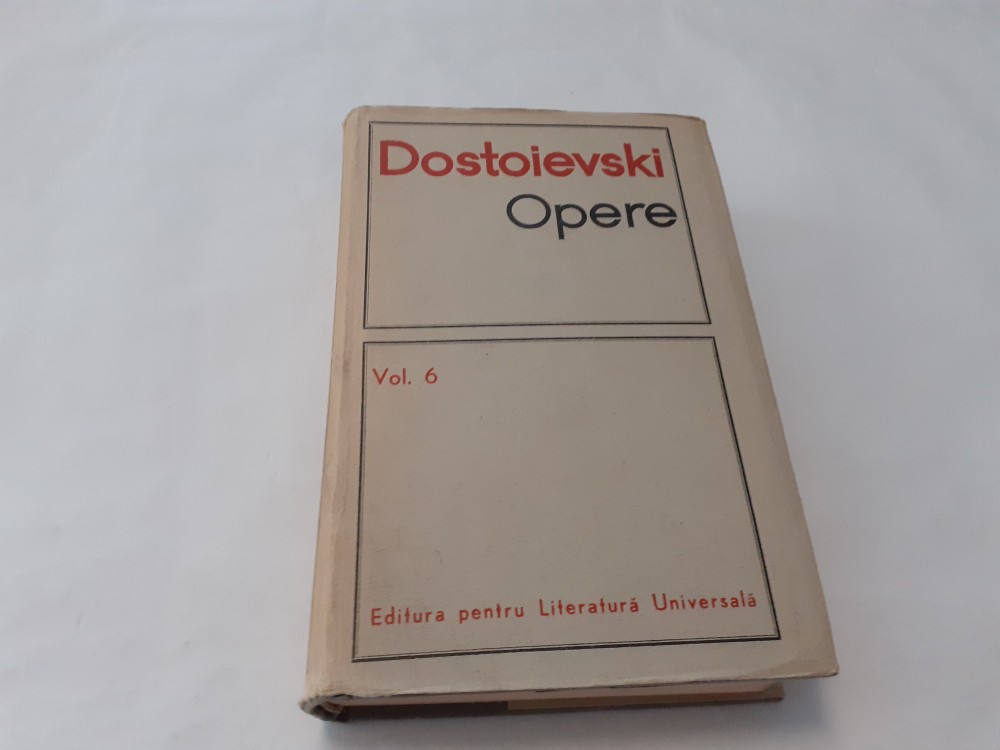 Dostoievski
Opere
Vol. 6
Editura pentru Literatură Universală